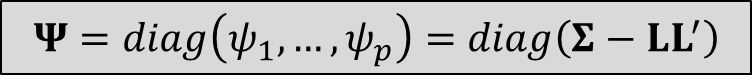 𝚿 = diag(ψ₁, …, ψₚ) = diag(𝚺 − 𝐋𝐋′)